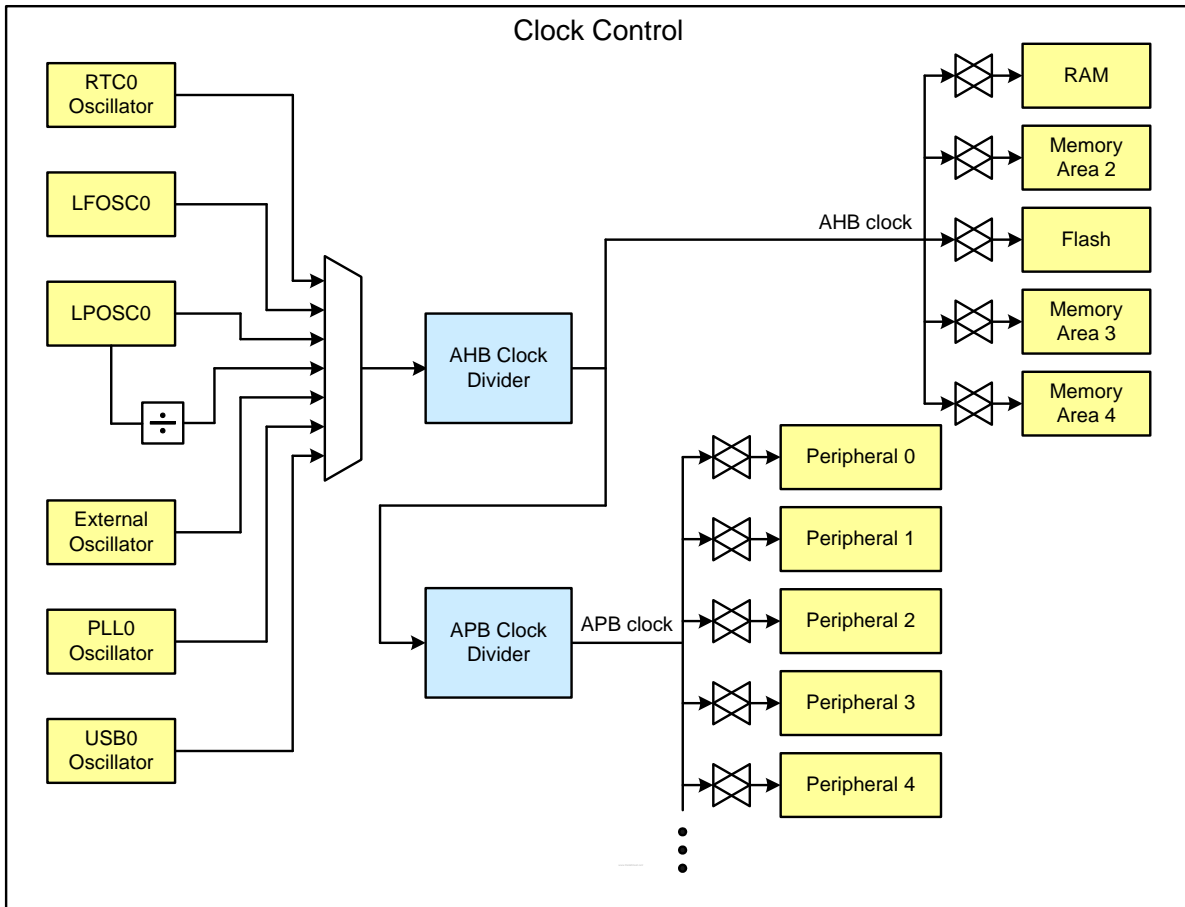 Clock Control
RTC0
Oscillator
LFOSC0
LPOSC0
÷
External
Oscillator
PLL0
Oscillator
USB0
Oscillator
AHB Clock
Divider
APB Clock
Divider
AHB clock
APB clock
RAM
Memory
Area 2
Flash
Memory
Area 3
Memory
Area 4
Peripheral 0
Peripheral 1
Peripheral 2
Peripheral 3
Peripheral 4